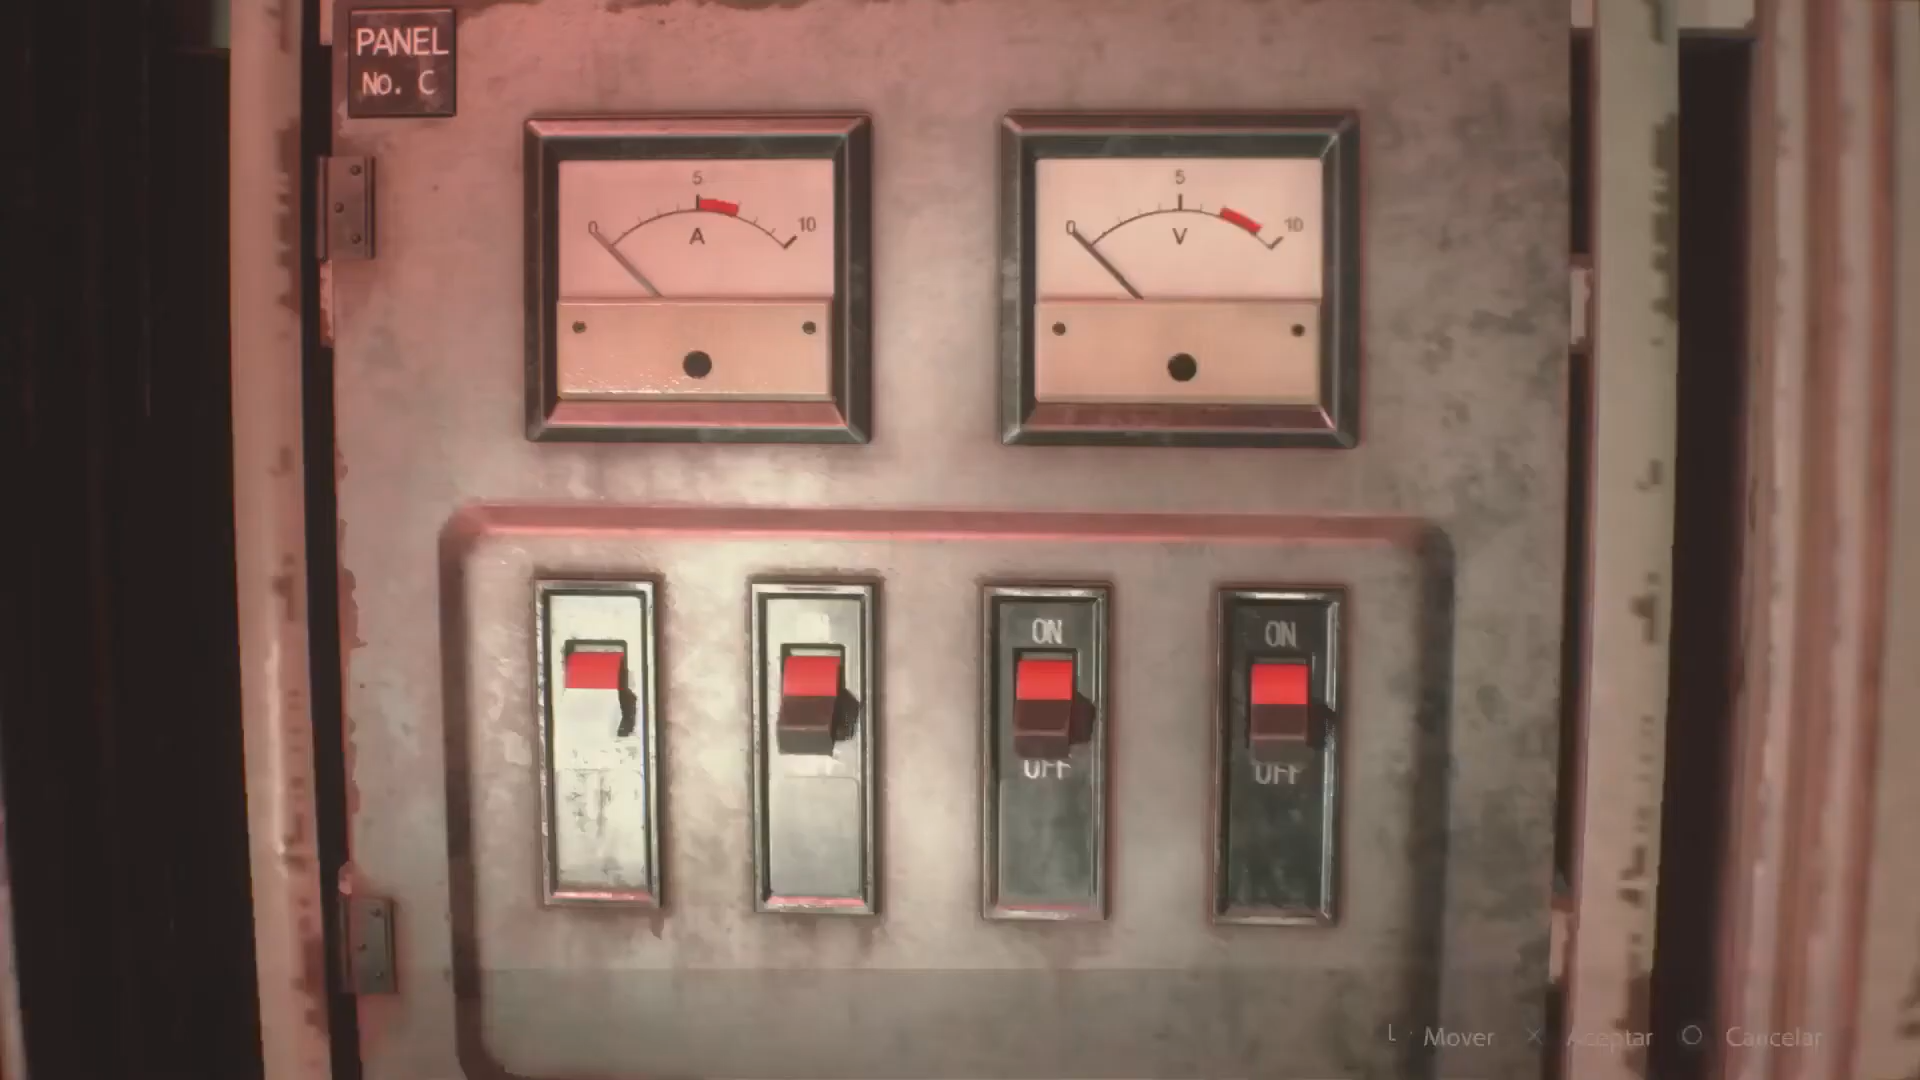 PANEL
No. C
5
0
10
A
5
0
10
V
ON
ON
OFF
OFF
L Mover X Aceptar O Cancelar